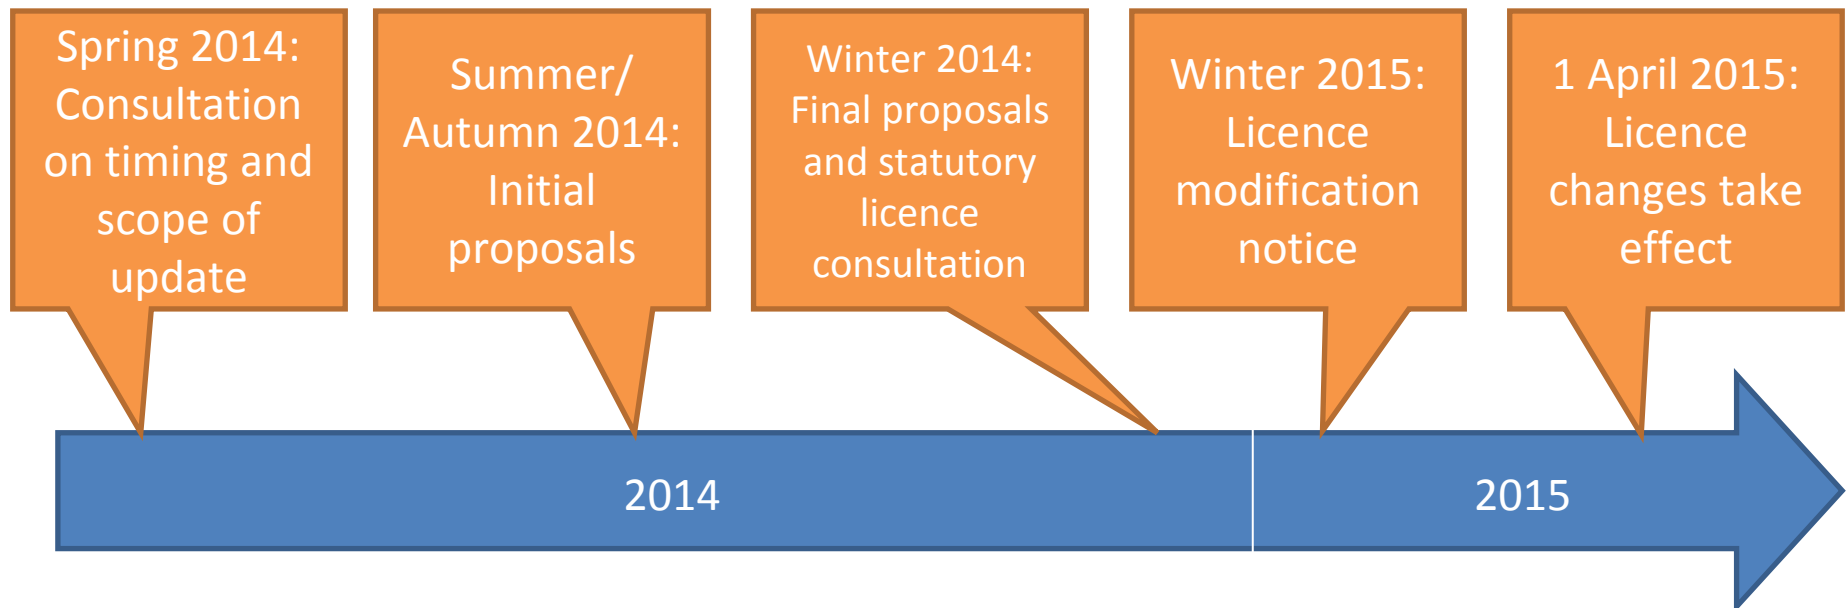 Spring 2014:
Consultation
on timing and
scope of
update
Summer/
Autumn 2014:
Initial
proposals
Winter 2014:
Final proposals
and statutory
licence
consultation
Winter 2015:
Licence
modification
notice
1 April 2015:
Licence
changes take
effect
2014
2015